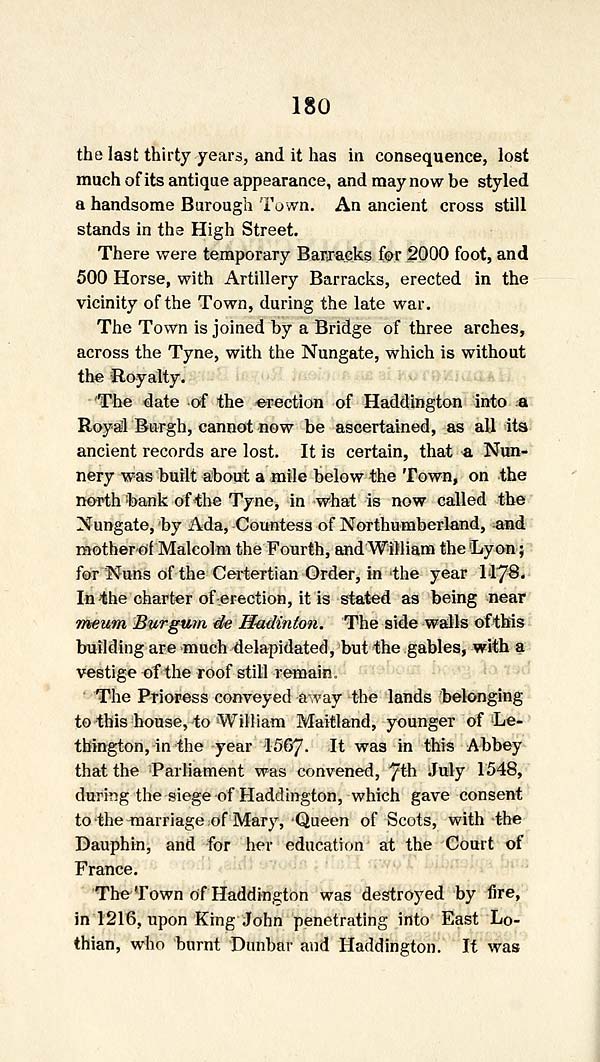 180
the last thirty years, and it has in consequence, lost
much of its antique appearance, and may now be styled
a handsome Burough Town. An ancient cross still
stands in the High Street.
There were temporary Barracks for 2000 foot, and
500 Horse, with Artillery Barracks, erected in the
vicinity of the Town, during the late war.
The Town is joined by a Bridge of three arches,
across the Tyne, with the Nungate, which is without
the Royalty.
The date of the erection of Haddington into a
Royal Burgh, cannot now be ascertained, as all its
ancient records are lost. It is certain, that a Nun-
nery was built about a mile below the Town, on the
north bank of the Tyne, in what is now called the
Nungate, by Ada, Countess of Northumberland, and
mother of Malcolm the Fourth, and William the Lyon;
for Nuns of the Certertian Order, in the year 1178.
In the charter of erection, it is stated as being near
meum Burgum de Hadinton. The side walls of this
building are much delapidated, but the gables, with a
vestige of the roof still remain.
The Prioress conveyed away the lands belonging
to this house, to William Maitland, younger of Le-
thington, in the year 1567. It was in this Abbey
that the Parliament was convened, 7th July 1548,
during the siege of Haddington, which gave consent
to the marriage of Mary, Queen of Scots, with the
Dauphin, and for her education at the Court of
France.
The Town of Haddington was destroyed by fire,
in 1216, upon King John penetrating into East Lo-
thian, who burnt Dunbar and Haddington. It was